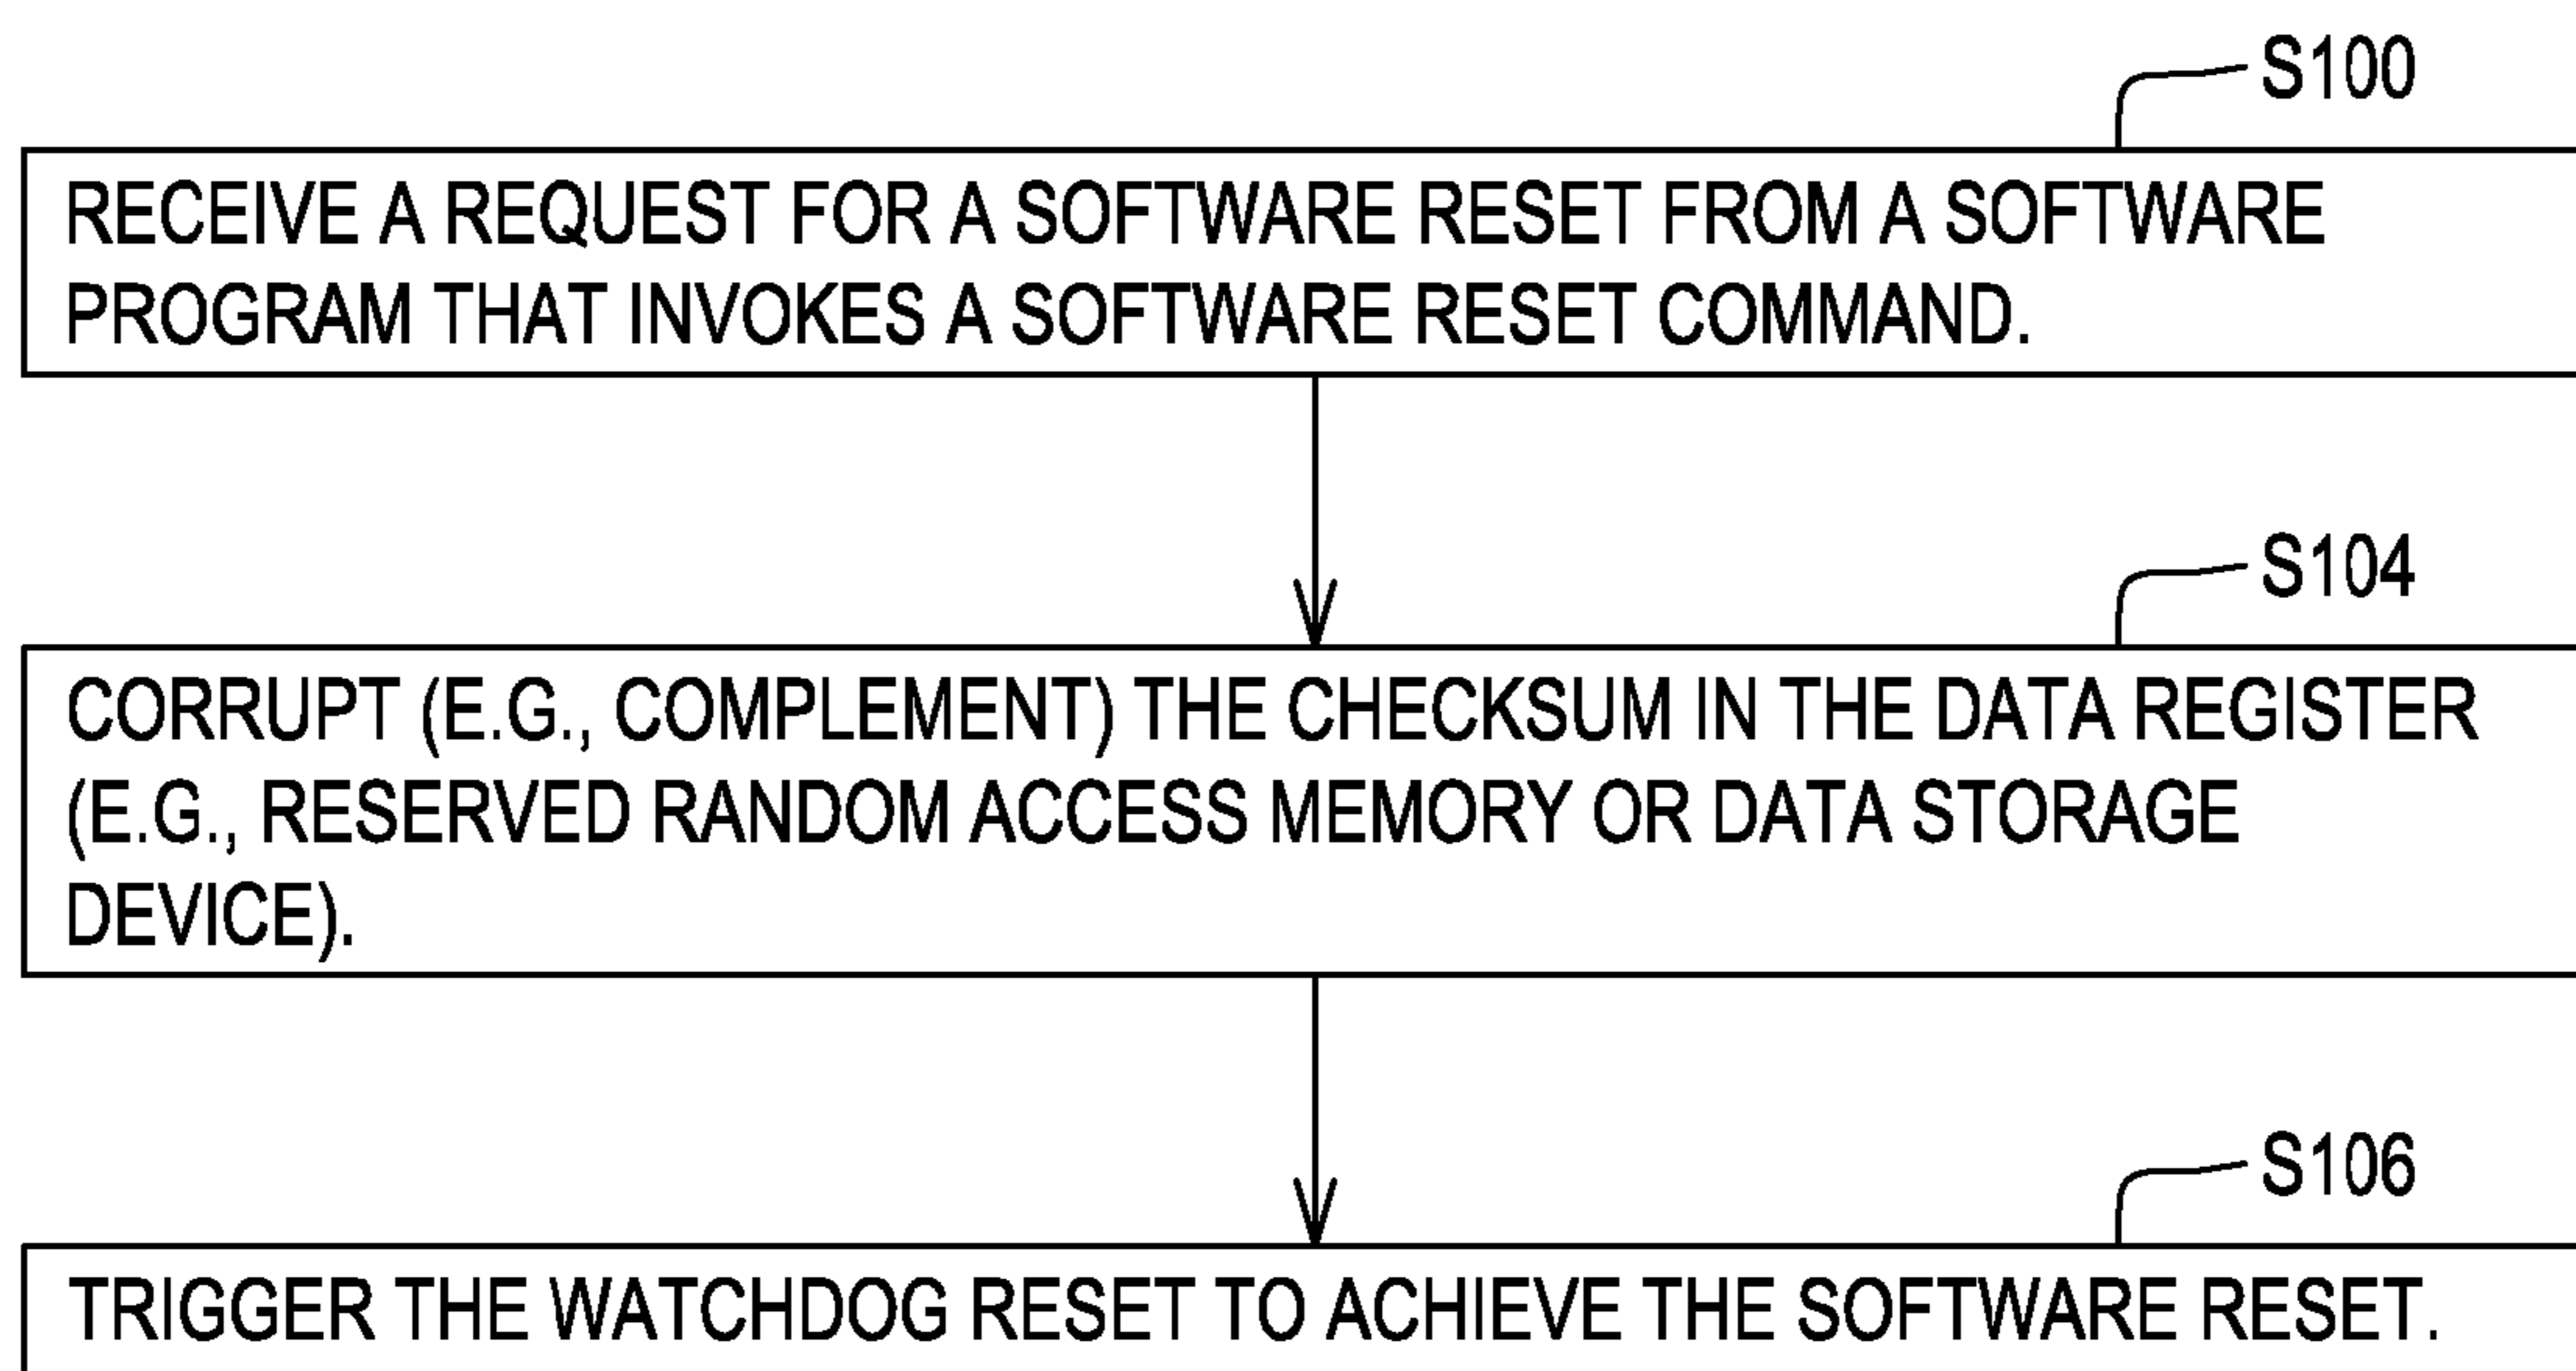 S100
RECEIVE A REQUEST FOR A SOFTWARE RESET FROM A SOFTWARE
PROGRAM THAT INVOKES A SOFTWARE RESET COMMAND.
S104
CORRUPT (E.G., COMPLEMENT) THE CHECKSUM IN THE DATA REGISTER
(E.G., RESERVED RANDOM ACCESS MEMORY OR DATA STORAGE
DEVICE).
S106
TRIGGER THE WATCHDOG RESET TO ACHIEVE THE SOFTWARE RESET.